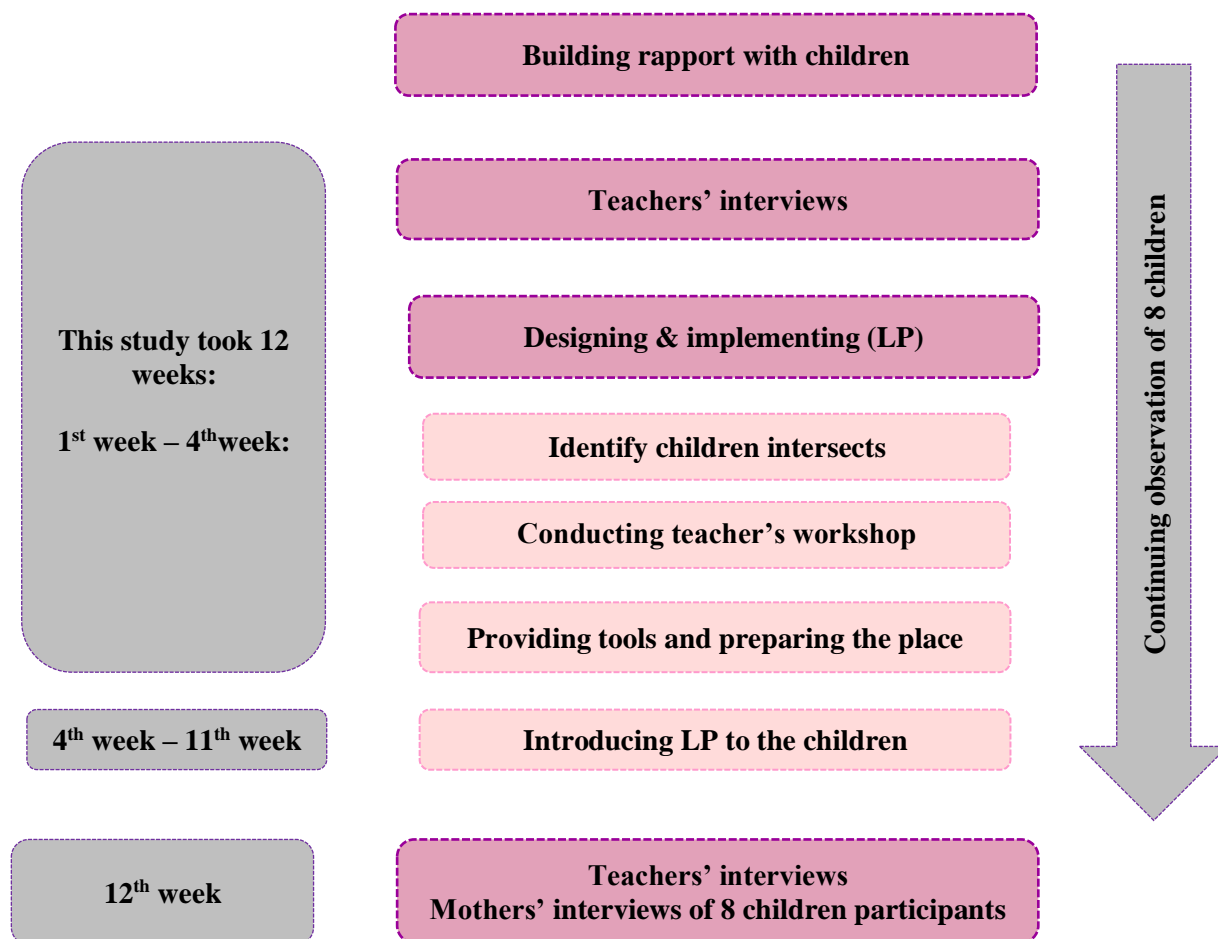 Building rapport with children
Teachers’ interviews
Designing & implementing (LP)
This study took 12
weeks:
1st week – 4thweek:
Identify children intersects
Conducting teacher’s workshop
Providing tools and preparing the place
4th week – 11th week
Introducing LP to the children
12th week
Teachers’ interviews
Mothers’ interviews of 8 children participants
Continuing observation of 8 children